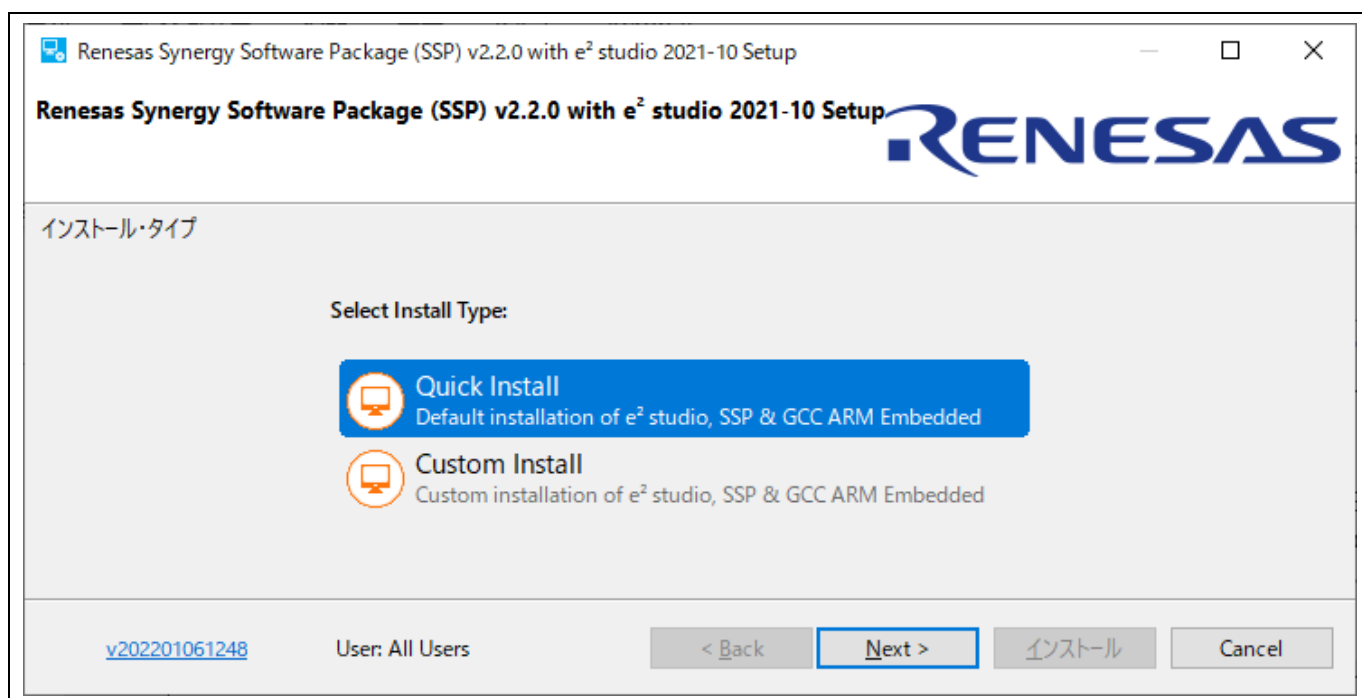 Renesas Synergy Software Package (SSP) v2.2.0 with e² studio 2021-10 Setup
Renesas Synergy Software Package (SSP) v2.2.0 with e² studio 2021-10 Setup
RENESAS
インストール・タイプ
Select Install Type:
Quick Install
Default installation of e² studio, SSP & GCC ARM Embedded
Custom Install
Custom installation of e² studio, SSP & GCC ARM Embedded
v202201061248 User: All Users < Back Next > インストール Cancel